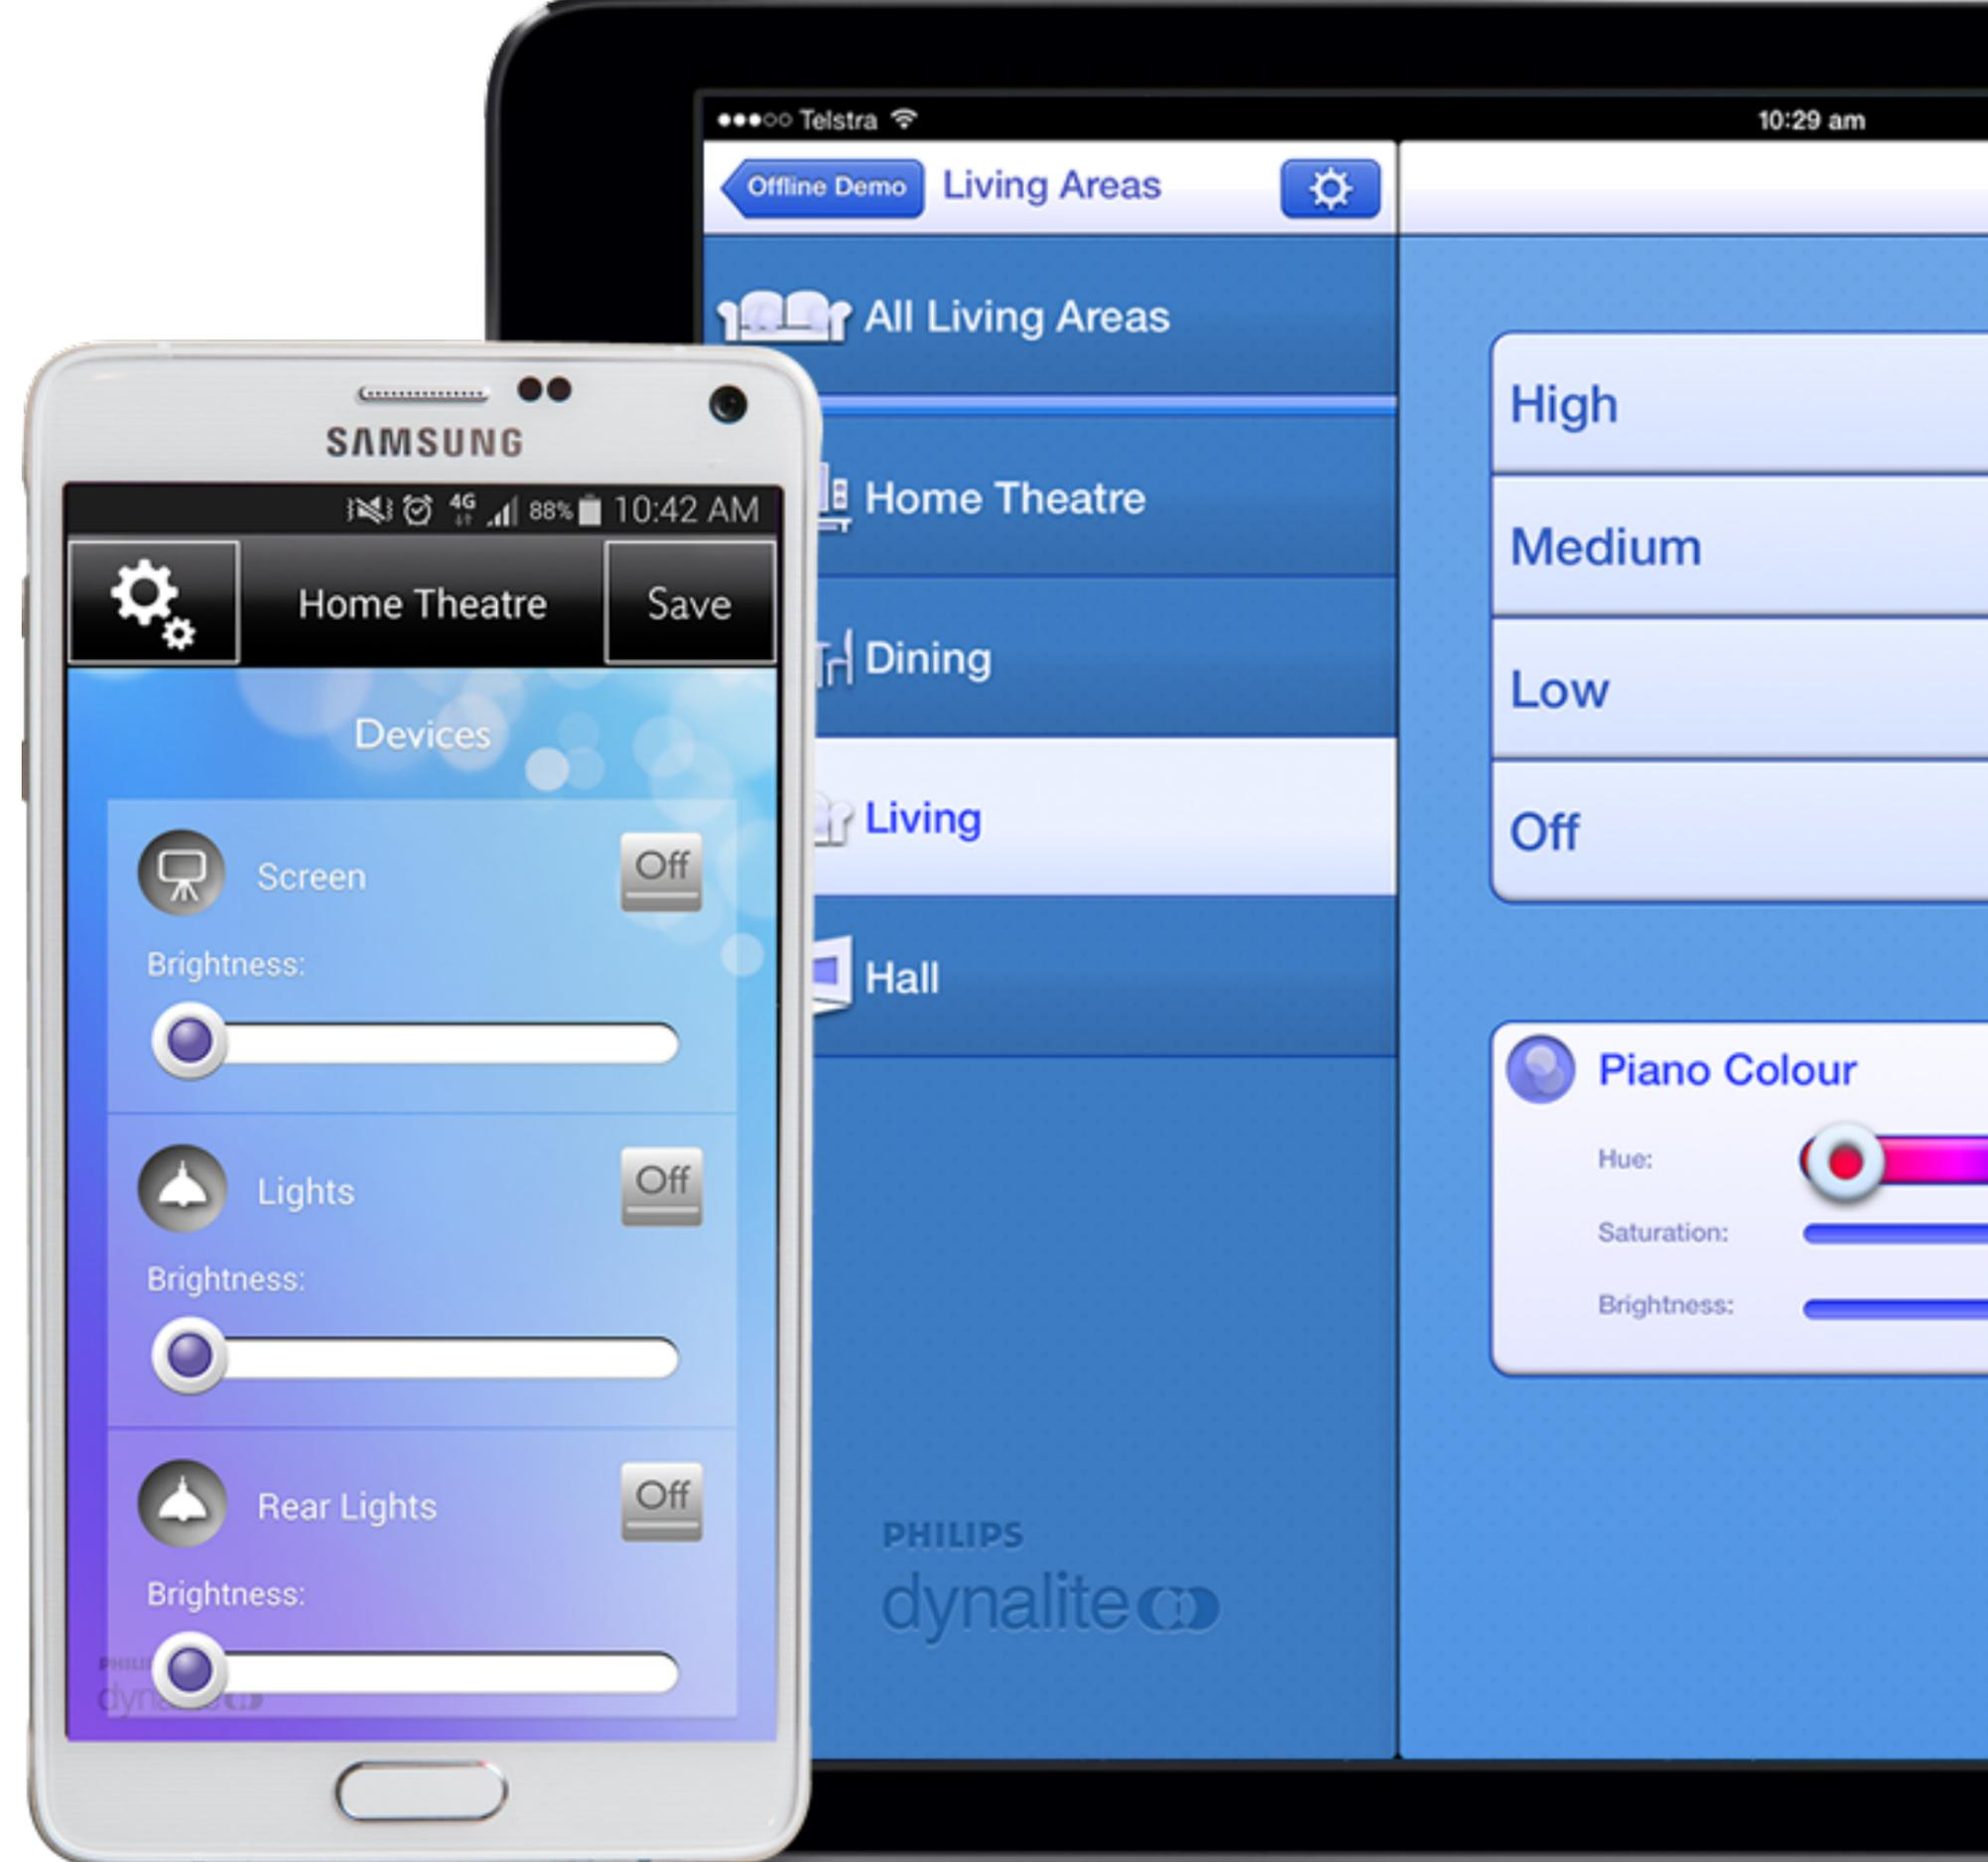 Telstra
10:29 am
Offline Demo
Living Areas
All Living Areas
Home Theatre
Dining
Living
Hall
PHILIPS
dynalite
High
Medium
Low
Off
Piano Colour
Hue:
Saturation:
Brightness:
SAMSUNG
4G 88% 10:42 AM
Home Theatre
Save
Devices
Screen
Off
Brightness:
Lights
Off
Brightness:
Rear Lights
Off
Brightness: